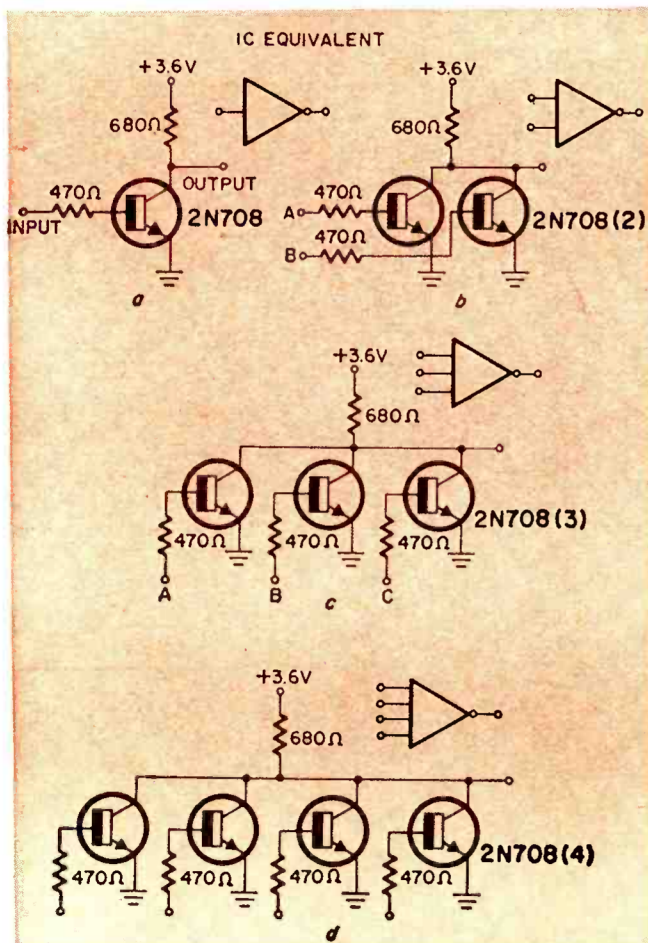 IC EQUIVALENT
+3.6V
680Ω
470Ω
INPUT
OUTPUT
2N708
a
+3.6V
680Ω
470Ω
A
470Ω
B
2N708(2)
b
+3.6V
680Ω
470Ω
470Ω
470Ω
2N708(3)
A
B
C
c
+3.6V
680Ω
470Ω
470Ω
470Ω
470Ω
2N708(4)
d